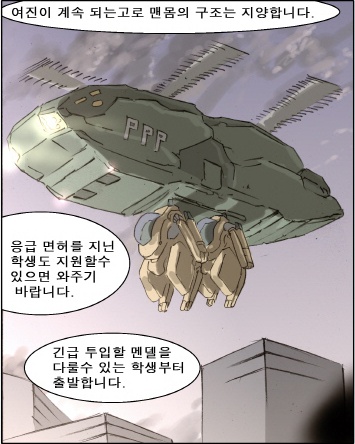 여진이 계속 되는고로 맨몸의 구조는 지양합니다.
PPP
응급 면허를 지닌
학생도 지원할수
있으면 와주기
바랍니다.
긴급 투입할 멘델을
다룰수 있는 학생부터
출발합니다.